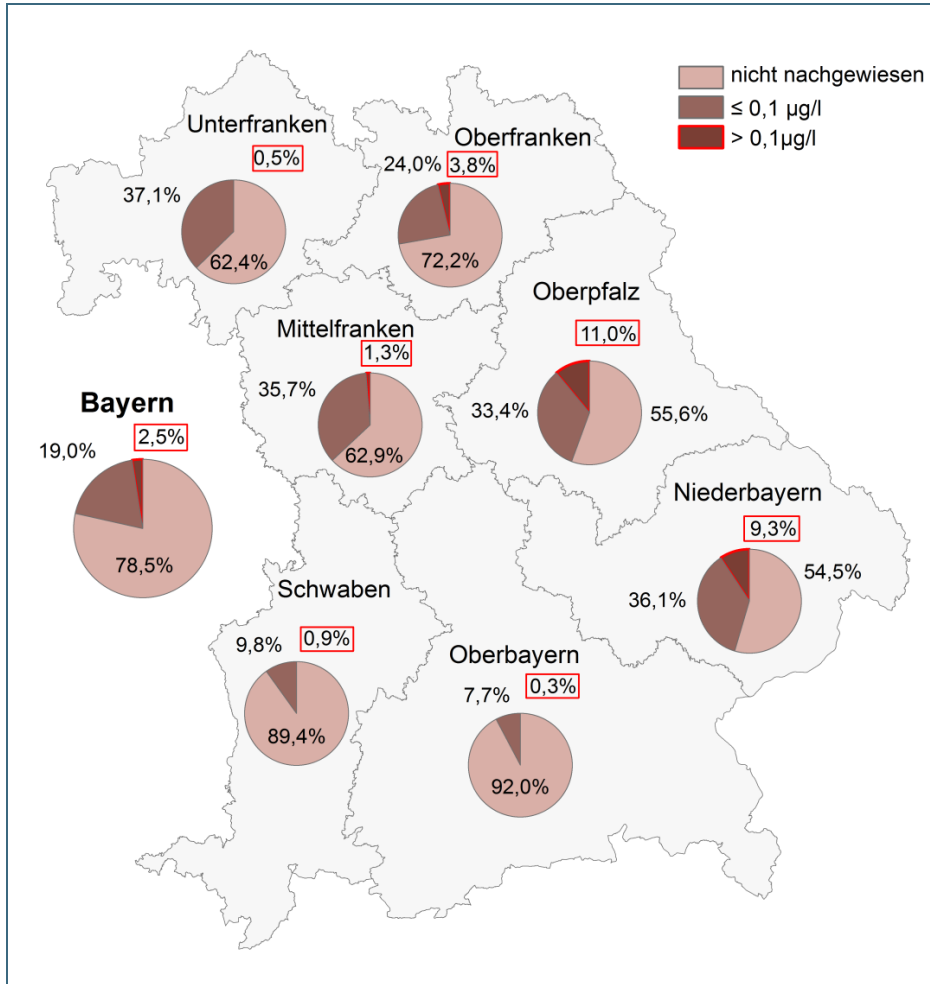 nicht nachgewiesen
≤ 0,1 µg/l
> 0,1µg/l
Unterfranken
0,5%
37,1%
62,4%
Oberfranken
24,0%
3,8%
72,2%
Oberpfalz
11,0%
33,4%
55,6%
Mittelfranken
1,3%
35,7%
62,9%
Bayern
19,0%
2,5%
78,5%
Niederbayern
9,3%
36,1%
54,5%
Schwaben
9,8%
0,9%
89,4%
Oberbayern
7,7%
0,3%
92,0%